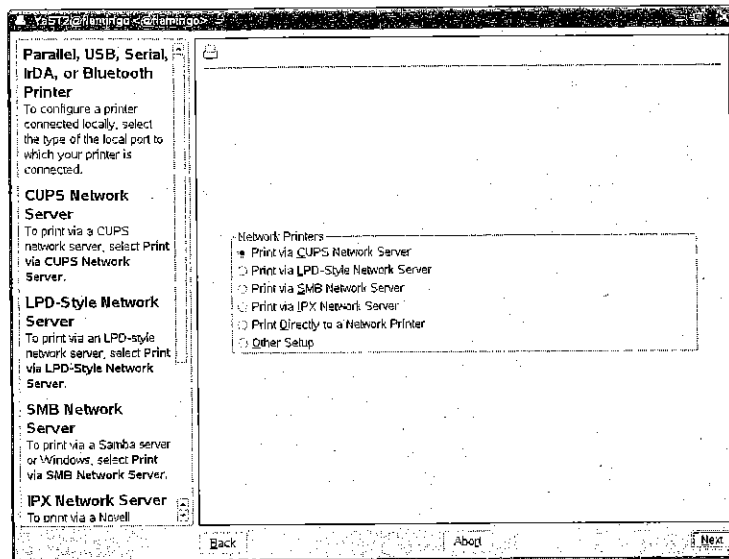 YaST2@flamingo <@flamingo>
Parallel, USB, Serial,
IrDA, or Bluetooth
Printer
To configure a printer
connected locally, select
the type of the local port to
which your printer is
connected.
CUPS Network
Server
To print via a CUPS
network server, select Print
via CUPS Network
Server.
LPD-Style Network
Server
To print via an LPD-style
network server, select Print
via LPD-Style Network
Server.
SMB Network
Server
To print via a Samba server
or Windows, select Print
via SMB Network Server.
IPX Network Server
To print via a Novell
Network Printers
Print via CUPS Network Server
Print via LPD-Style Network Server
Print via SMB Network Server
Print via IPX Network Server
Print Directly to a Network Printer
Other Setup
Back
Abort
Next